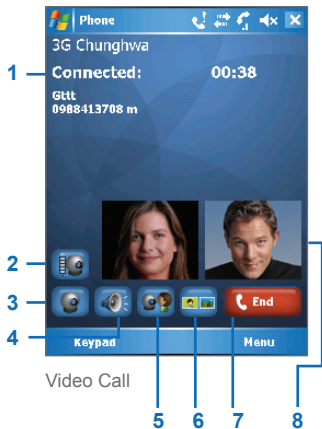 Phone
3G Chunghwa
1
Connected: 00:38
Gttt
0988413708 m
2
3
End
4
Keypad Menu
Video Call
5 6 7 8